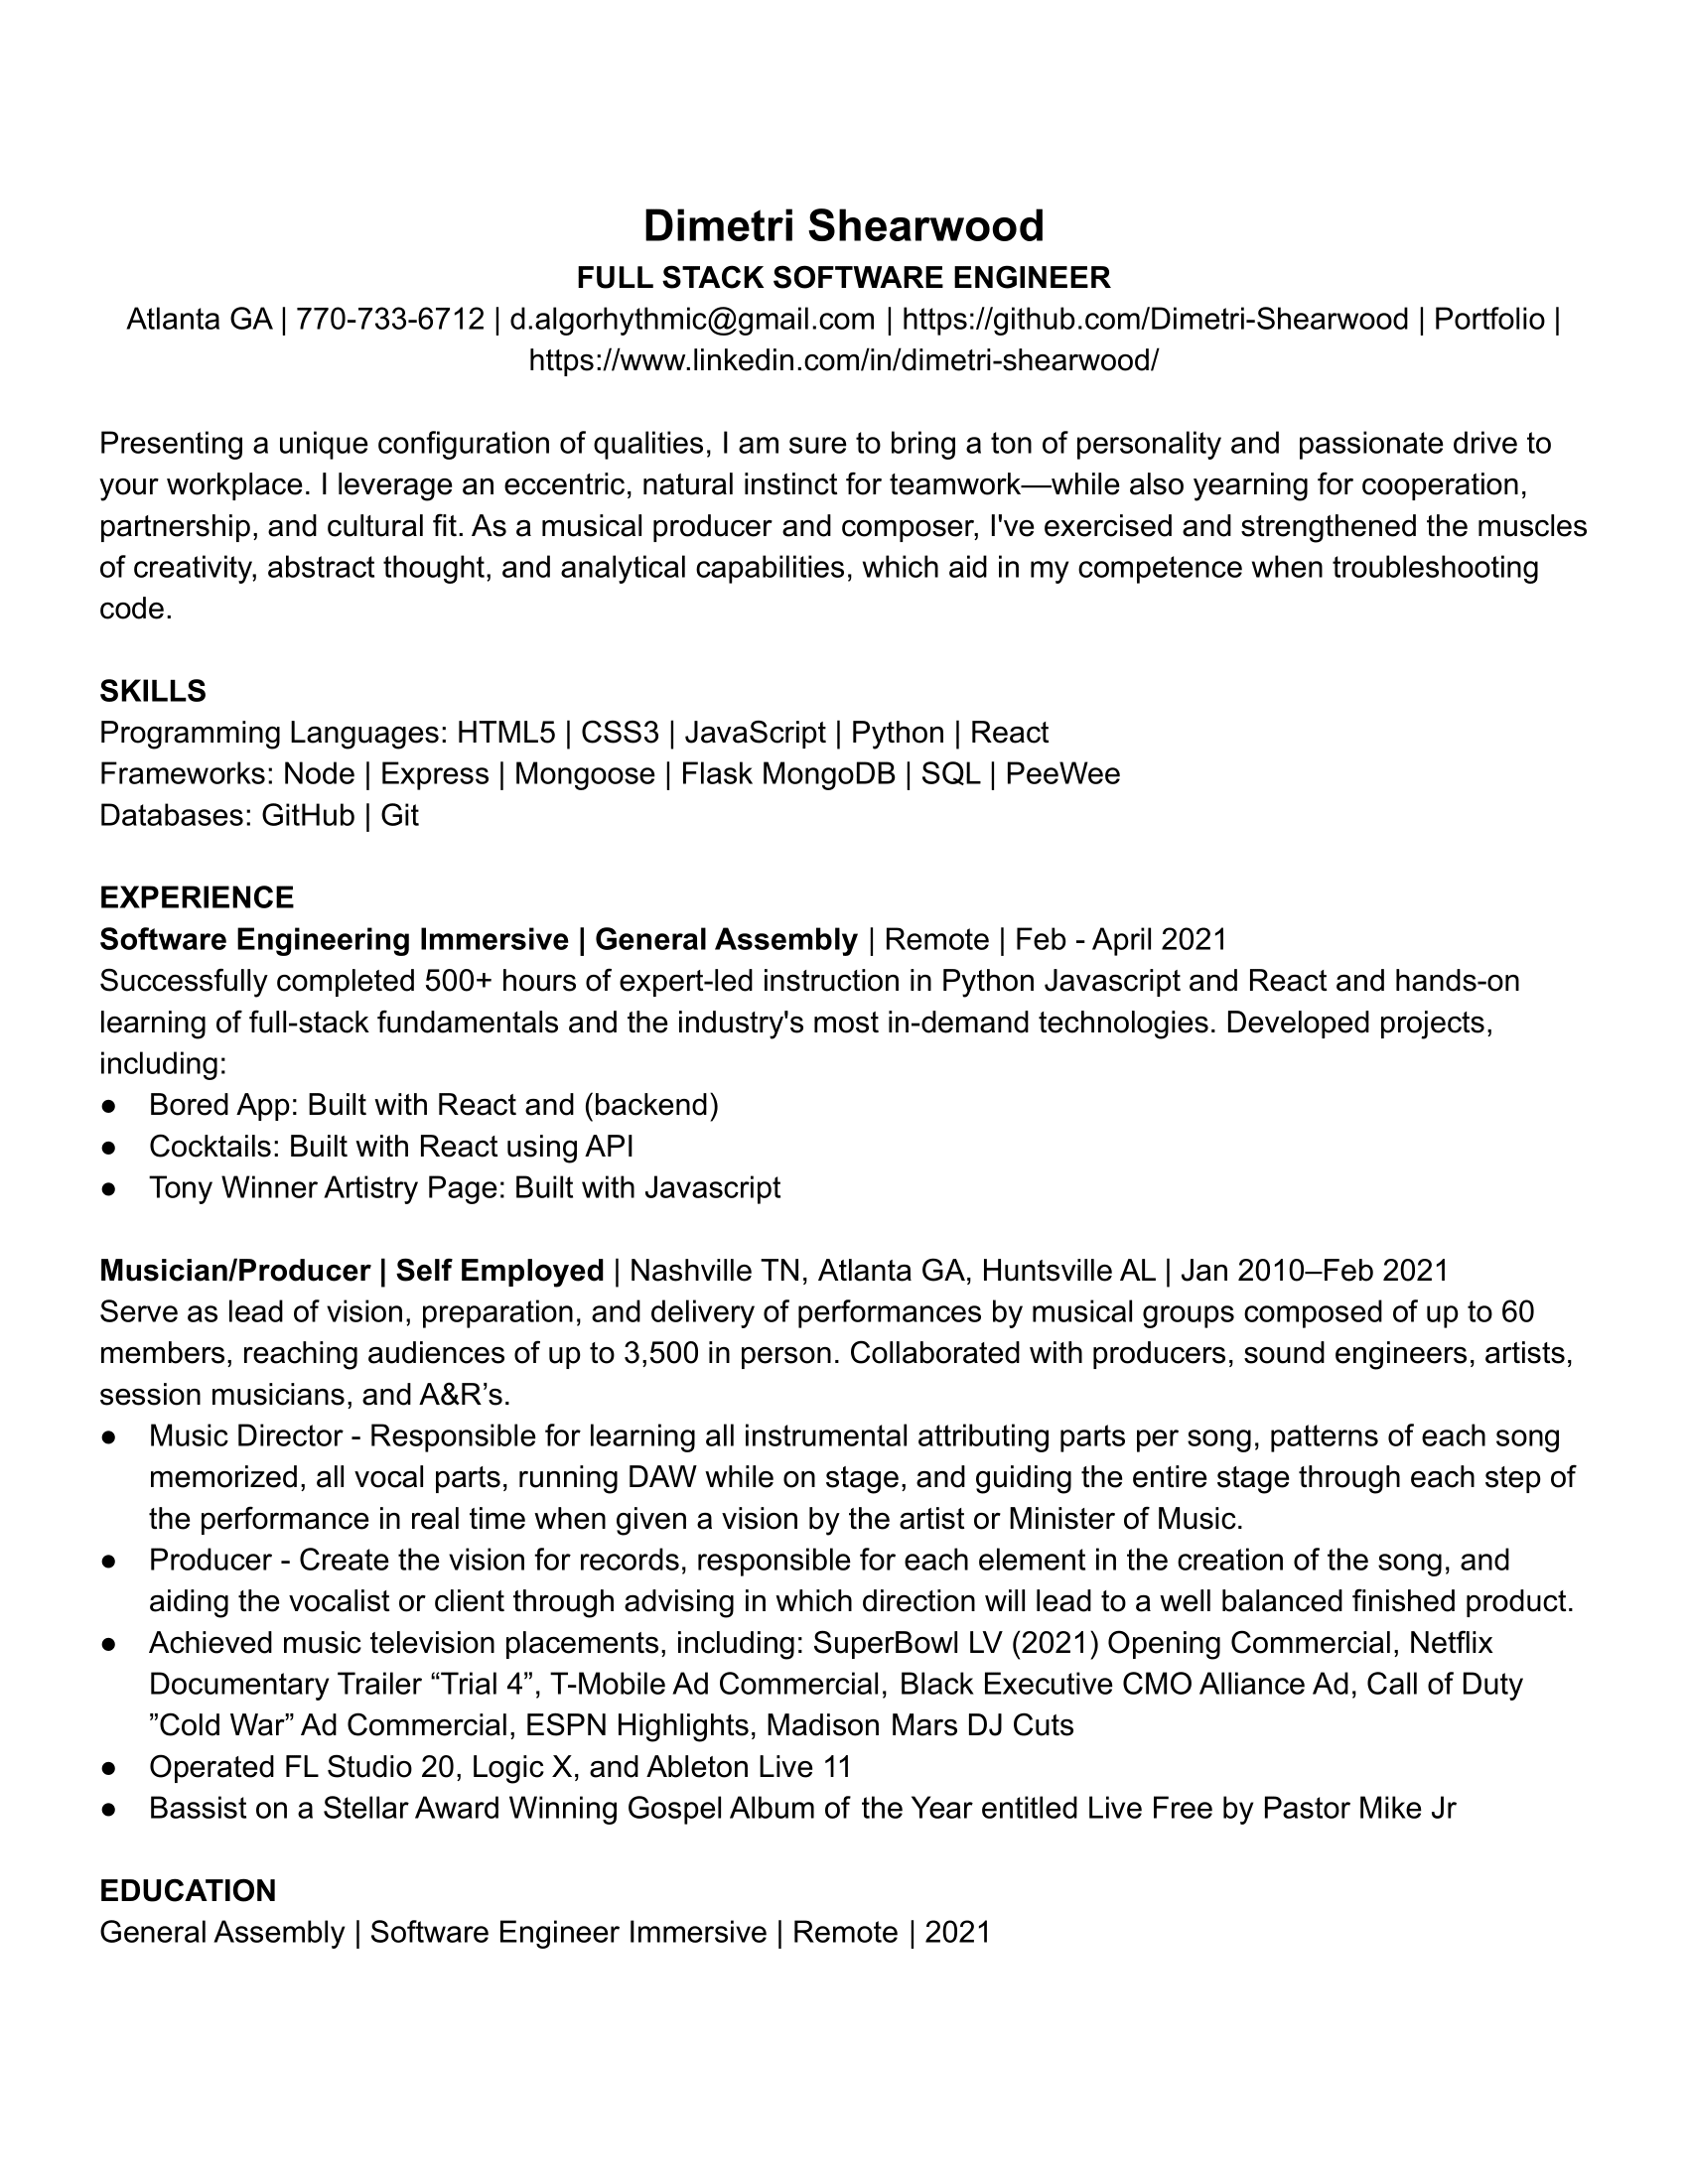 Dimetri Shearwood
FULL STACK SOFTWARE ENGINEER
Atlanta GA | 770-733-6712 | d.algorhythmic@gmail.com | https://github.com/Dimetri-Shearwood | Portfolio |
https://www.linkedin.com/in/dimetri-shearwood/
Presenting a unique configuration of qualities, I am sure to bring a ton of personality and  passionate drive to
your workplace. I leverage an eccentric, natural instinct for teamwork—while also yearning for cooperation,
partnership, and cultural fit. As a musical producer and composer, I've exercised and strengthened the muscles
of creativity, abstract thought, and analytical capabilities, which aid in my competence when troubleshooting
code.
SKILLS
Programming Languages: HTML5 | CSS3 | JavaScript | Python | React
Frameworks: Node | Express | Mongoose | Flask MongoDB | SQL | PeeWee
Databases: GitHub | Git
EXPERIENCE
Software Engineering Immersive | General Assembly | Remote | Feb - April 2021
Successfully completed 500+ hours of expert-led instruction in Python Javascript and React and hands-on
learning of full-stack fundamentals and the industry's most in-demand technologies. Developed projects,
including:
● Bored App: Built with React and (backend)
● Cocktails: Built with React using API
● Tony Winner Artistry Page: Built with Javascript
Musician/Producer | Self Employed | Nashville TN, Atlanta GA, Huntsville AL | Jan 2010–Feb 2021
Serve as lead of vision, preparation, and delivery of performances by musical groups composed of up to 60
members, reaching audiences of up to 3,500 in person. Collaborated with producers, sound engineers, artists,
session musicians, and A&R’s.
● Music Director - Responsible for learning all instrumental attributing parts per song, patterns of each song
memorized, all vocal parts, running DAW while on stage, and guiding the entire stage through each step of
the performance in real time when given a vision by the artist or Minister of Music.
● Producer - Create the vision for records, responsible for each element in the creation of the song, and
aiding the vocalist or client through advising in which direction will lead to a well balanced finished product.
● Achieved music television placements, including: SuperBowl LV (2021) Opening Commercial, Netflix
Documentary Trailer “Trial 4”, T-Mobile Ad Commercial, Black Executive CMO Alliance Ad, Call of Duty
”Cold War” Ad Commercial, ESPN Highlights, Madison Mars DJ Cuts
● Operated FL Studio 20, Logic X, and Ableton Live 11
● Bassist on a Stellar Award Winning Gospel Album of the Year entitled Live Free by Pastor Mike Jr
EDUCATION
General Assembly | Software Engineer Immersive | Remote | 2021